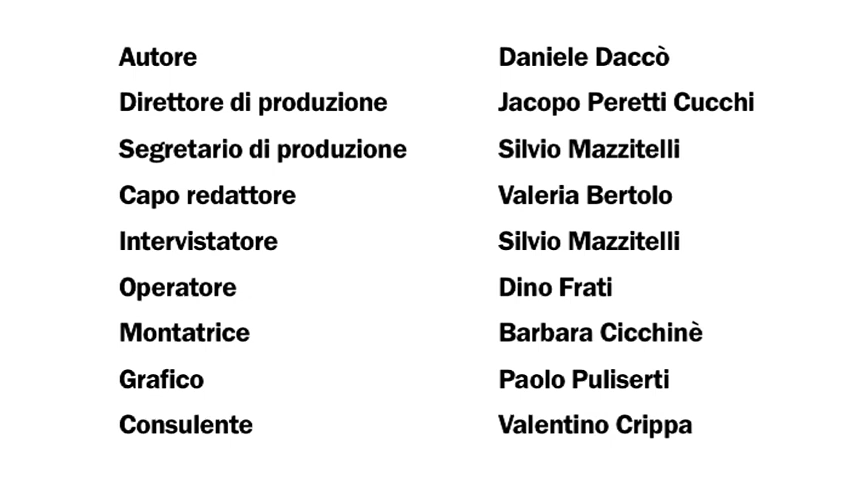 Autore Daniele Daccò
Direttore di produzione Jacopo Peretti Cucchi
Segretario di produzione Silvio Mazzitelli
Capo redattore Valeria Bertolo
Intervistatore Silvio Mazzitelli
Operatore Dino Frati
Montatrice Barbara Cicchinè
Grafico Paolo Puliserti
Consulente Valentino Crippa